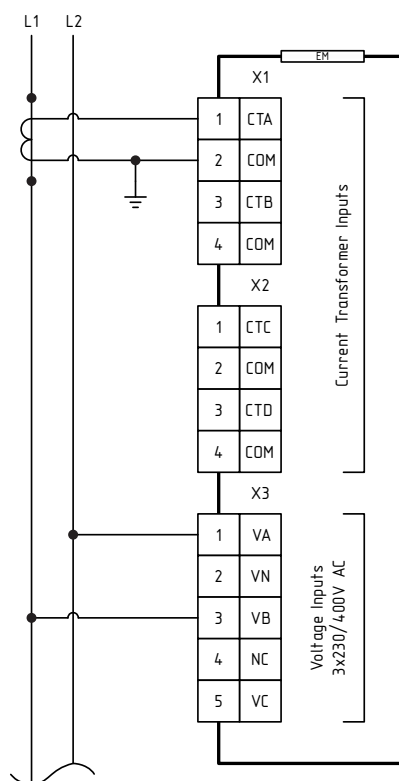 L1 L2
EM
X1
1 CTA
2 COM
3 CTB
4 COM
X2
1 CTC
2 COM
3 CTD
4 COM
Current Transformer Inputs
X3
1 VA
2 VN
3 VB
4 NC
5 VC
Voltage Inputs
3x230/400V AC